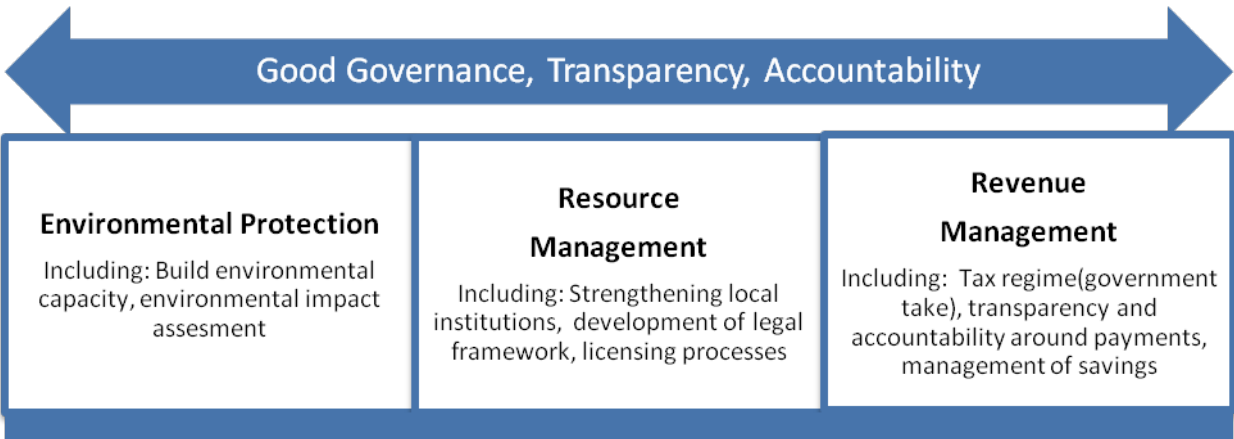 Good Governance, Transparency, Accountability
Environmental Protection
Including: Build environmental
capacity, environmental impact
assesment
Resource
Management
Including: Strengthening local
institutions, development of legal
framework, licensing processes
Revenue
Management
Including: Tax regime(government
take), transparency and
accountability around payments,
management of savings